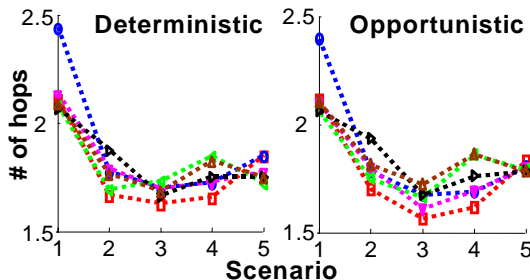 Deterministic
Opportunistic
# of hops
2.5
2
1.5
1 2 3 4 5
2.5
2
1.5
1 2 3 4 5
Scenario